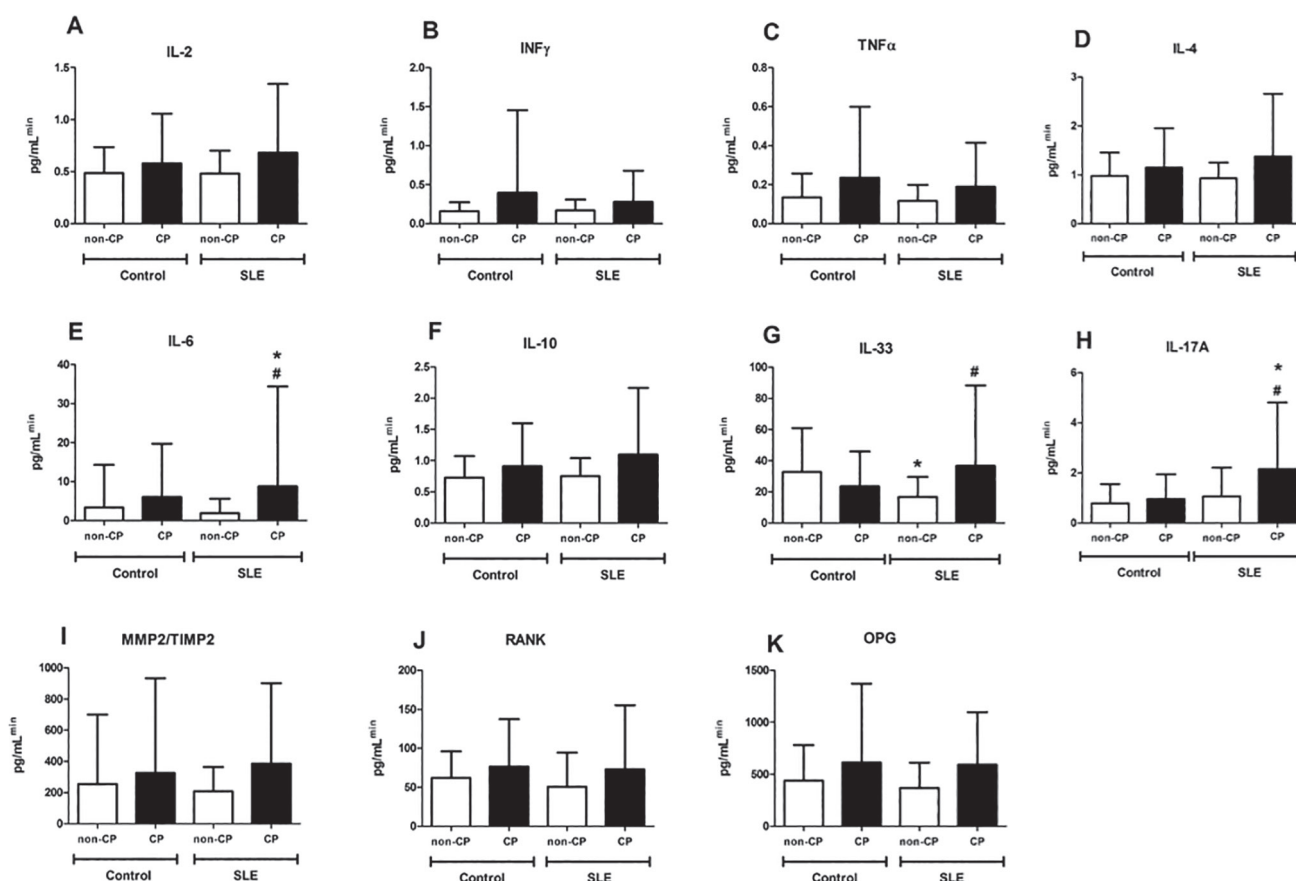 A
IL-2
pg/mL^min
1.5
1.0
0.5
0.0
non-CP CP non-CP CP
Control SLE
B
INFγ
pg/mL^min
2.0
1.5
1.0
0.5
0.0
non-CP CP non-CP CP
Control SLE
C
TNFα
pg/mL^min
0.8
0.6
0.4
0.2
0.0
non-CP CP non-CP CP
Control SLE
D
IL-4
pg/mL^min
3
2
1
0
non-CP CP non-CP CP
Control SLE
E
IL-6
pg/mL^min
40
30
20
10
0
*
#
non-CP CP non-CP CP
Control SLE
F
IL-10
pg/mL^min
2.5
2.0
1.5
1.0
0.5
0.0
non-CP CP non-CP CP
Control SLE
G
IL-33
pg/mL^min
100
80
60
40
20
0
*
#
non-CP CP non-CP CP
Control SLE
H
IL-17A
pg/mL^min
6
4
2
0
*
#
non-CP CP non-CP CP
Control SLE
I
MMP2/TIMP2
pg/mL^min
1000
800
600
400
200
0
non-CP CP non-CP CP
Control SLE
J
RANK
pg/mL^min
200
150
100
50
0
non-CP CP non-CP CP
Control SLE
K
OPG
pg/mL^min
1500
1000
500
0
non-CP CP non-CP CP
Control SLE